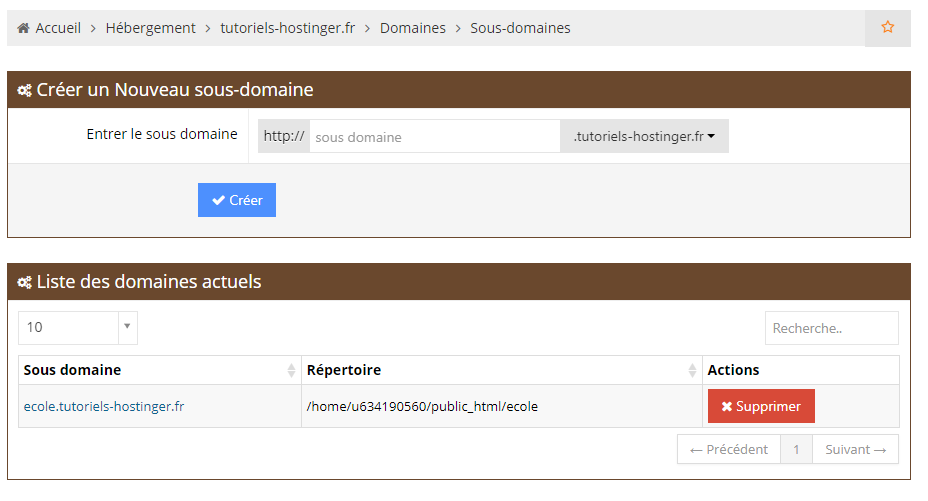 Accueil > Hébergement > tutoriels-hostinger.fr > Domaines > Sous-domaines
Créer un Nouveau sous-domaine
Entrer le sous domaine http:// sous domaine .tutoriels-hostinger.fr
Créer
Liste des domaines actuels
10 Recherche..
Sous domaine Répertoire Actions
ecole.tutoriels-hostinger.fr /home/u634190560/public_html/ecole Supprimer
← Précédent 1 Suivant →